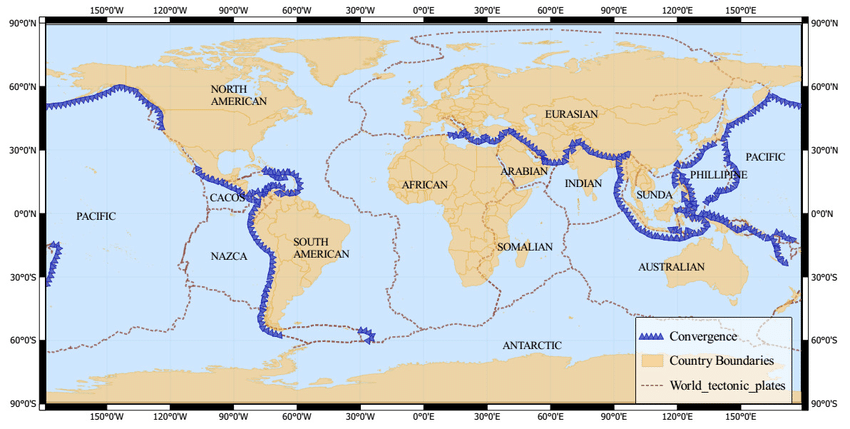 150°0'W 120°0'W 90°0'W 60°0'W 30°0'W 0°0'E 30°0'E 60°0'E 90°0'E 120°0'E 150°0'E
90°0'N 90°0'N
60°0'N 60°0'N
NORTH
AMERICAN
EURASIAN
30°0'N 30°0'N
PACIFIC
ARABIAN
PHILLIPINE
AFRICAN
INDIAN
SUNDA
CACOS
0°0'N 0°0'N
PACIFIC
SOUTH
AMERICAN
SOMALIAN
NAZCA
AUSTRALIAN
30°0'S 30°0'S
60°0'S 60°0'S
ANTARCTIC
Convergence
Country Boundaries
World_tectonic_plates
90°0'S 90°0'S
150°0'W 120°0'W 90°0'W 60°0'W 30°0'W 0°0'E 30°0'E 60°0'E 90°0'E 120°0'E 150°0'E